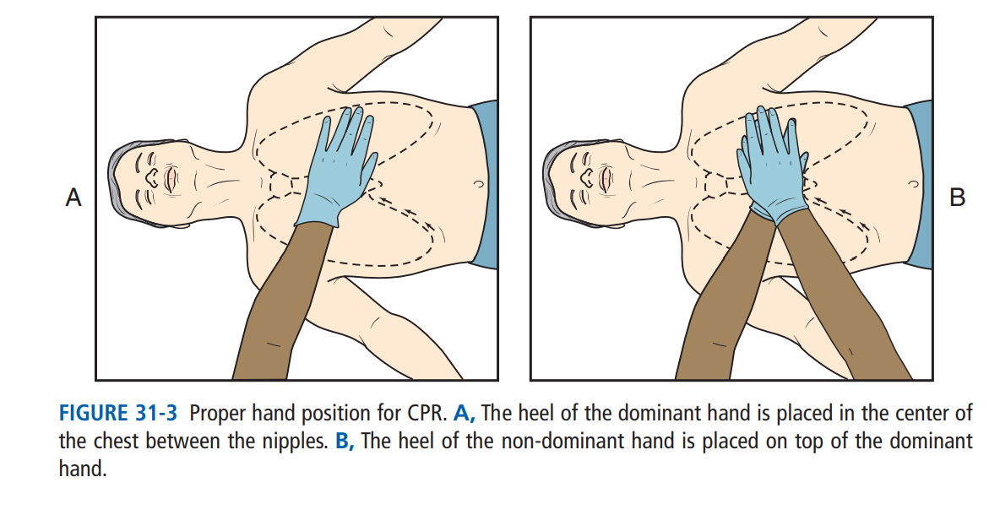 A
B
FIGURE 31-3 Proper hand position for CPR. A, The heel of the dominant hand is placed in the center of
the chest between the nipples. B, The heel of the non-dominant hand is placed on top of the dominant
hand.